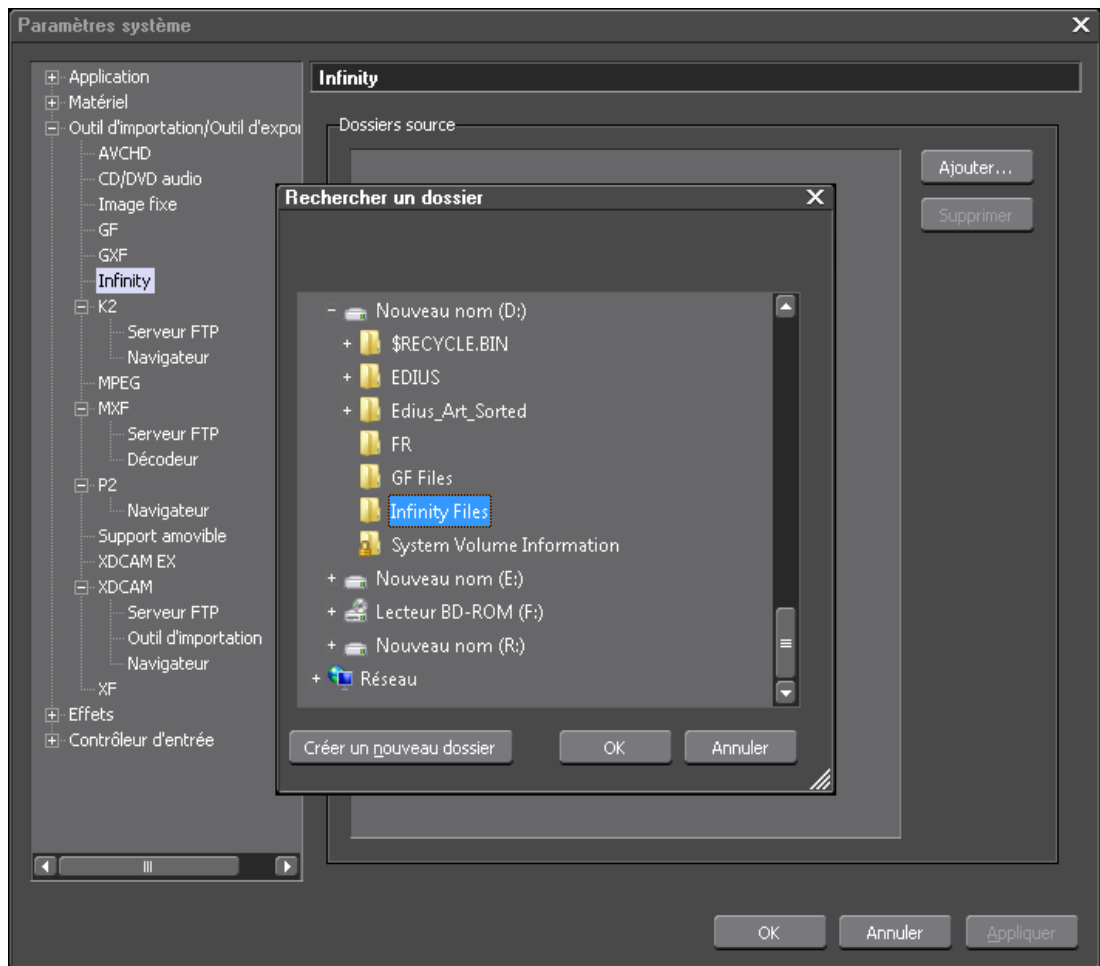 Paramètres système
Application
Matériel
Outil d'importation/Outil d'expor
AVCHD
CD/DVD audio
Image fixe
GF
GXF
Infinity
K2
Serveur FTP
Navigateur
MPEG
MXF
Serveur FTP
Décodeur
P2
Navigateur
Support amovible
XDCAM EX
XDCAM
Serveur FTP
Outil d'importation
Navigateur
XF
Effets
Contrôleur d'entrée
Infinity
Dossiers source
Ajouter...
Supprimer
Rechercher un dossier
Nouveau nom (D:)
$RECYCLE.BIN
EDIUS
Edius_Art_Sorted
FR
GF Files
Infinity Files
System Volume Information
Nouveau nom (E:)
Lecteur BD-ROM (F:)
Nouveau nom (R:)
Réseau
Créer un nouveau dossier
OK
Annuler
OK
Annuler
Appliquer